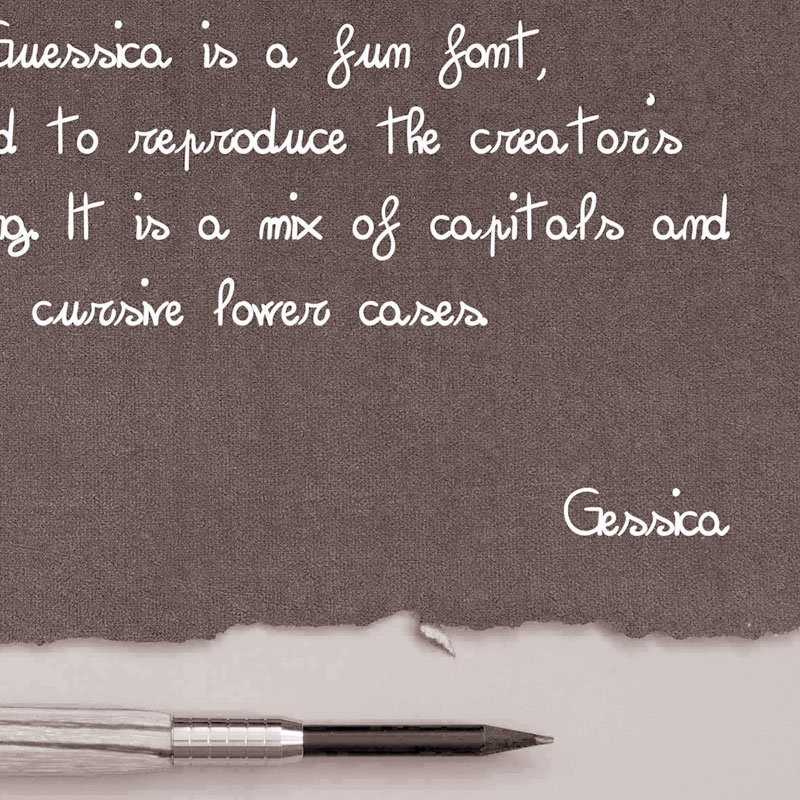 Guessica is a fun font,
to reproduce the creator's
It is a mix of capitals and
cursive lower cases.
Gessica